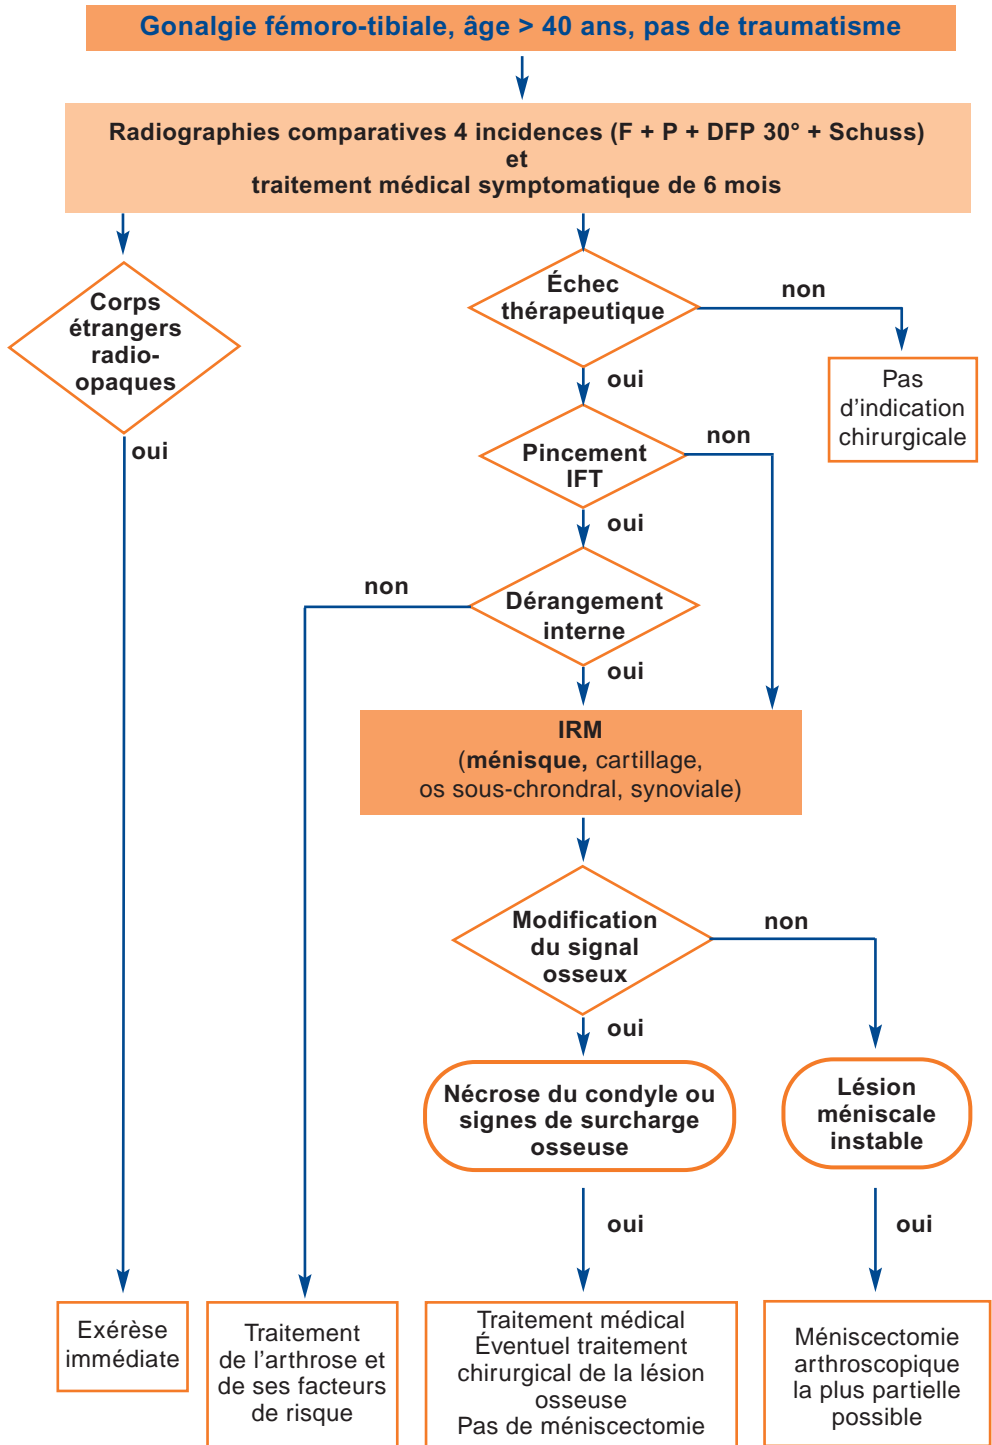 Gonalgie fémoro-tibiale, âge > 40 ans, pas de traumatisme
Radiographies comparatives 4 incidences (F + P + DFP 30° + Schuss)
et
traitement médical symptomatique de 6 mois
Corps
étrangers
radio-
opaques
oui
Échec
thérapeutique
non
Pas
d'indication
chirurgicale
oui
Pincement
IFT
non
oui
Dérangement
interne
non
oui
IRM
(ménisque, cartillage,
os sous-chrondral, synoviale)
Modification
du signal
osseux
non
oui
Nécrose du condyle ou
signes de surcharge
osseuse
Lésion
méniscale
instable
oui
oui
Exérèse
immédiate
Traitement
de l'arthrose et
de ses facteurs
de risque
Traitement médical
Éventuel traitement
chirurgical de la lésion
osseuse
Pas de méniscectomie
Méniscectomie
arthroscopique
la plus partielle
possible